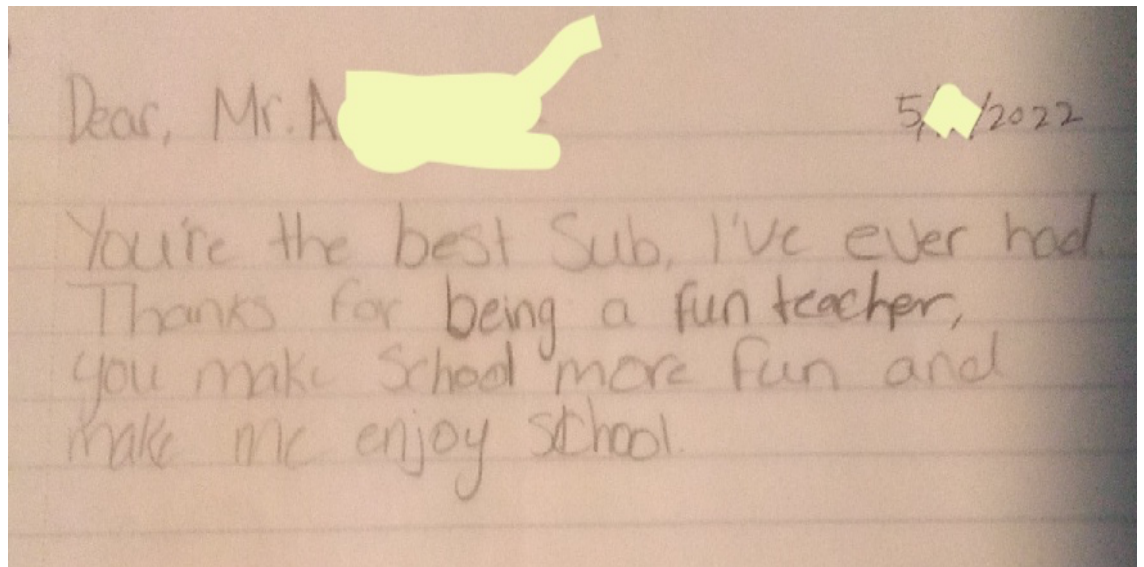 Dear, Mr. A
5/ /2022
You're the best Sub, I've ever had.
Thanks for being a fun teacher,
you make School more fun and
make me enjoy school.